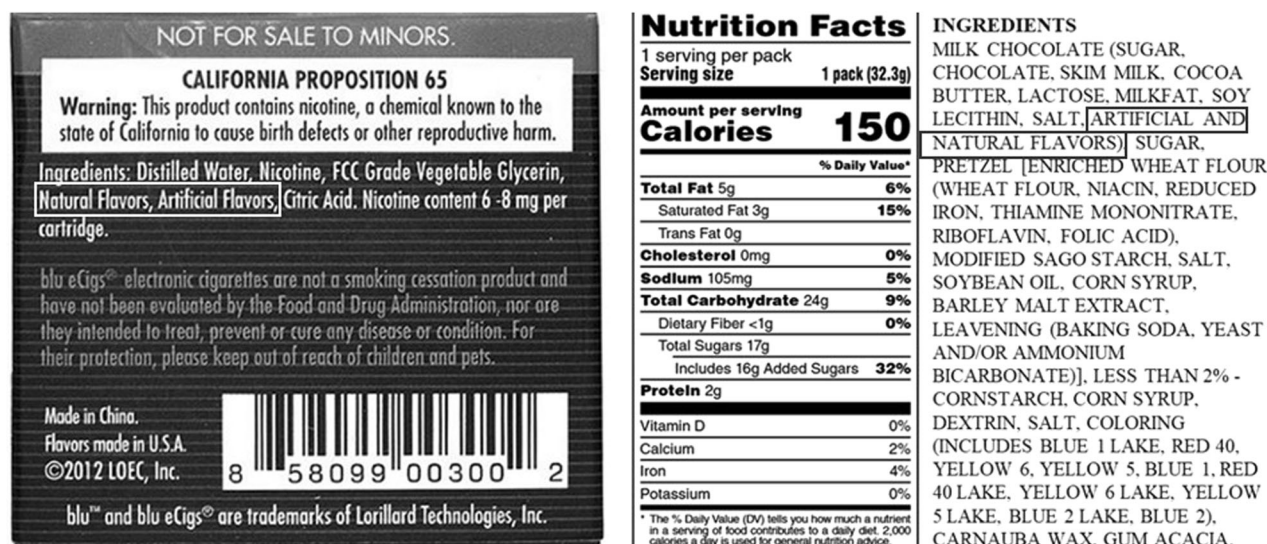 NOT FOR SALE TO MINORS.
CALIFORNIA PROPOSITION 65
Warning: This product contains nicotine, a chemical known to the
state of California to cause birth defects or other reproductive harm.
Ingredients: Distilled Water, Nicotine, FCC Grade Vegetable Glycerin,
Natural Flavors, Artificial Flavors, Citric Acid. Nicotine content 6 -8 mg per
cartridge.
blu eCigs® electronic cigarettes are not a smoking cessation product and
have not been evaluated by the Food and Drug Administration, nor are
they intended to treat, prevent or cure any disease or condition. For
their protection, please keep out of reach of children and pets.
Made in China.
Flavors made in U.S.A.
©2012 LOEC, Inc.
8 58099 00300 2
blu™ and blu eCigs® are trademarks of Lorillard Technologies, Inc.
Nutrition Facts
1 serving per pack
Serving size 1 pack (32.3g)
Amount per serving
Calories 150
% Daily Value*
Total Fat 5g 6%
Saturated Fat 3g 15%
Trans Fat 0g
Cholesterol 0mg 0%
Sodium 105mg 5%
Total Carbohydrate 24g 9%
Dietary Fiber <1g 0%
Total Sugars 17g
Includes 16g Added Sugars 32%
Protein 2g
Vitamin D 0%
Calcium 2%
Iron 4%
Potassium 0%
* The % Daily Value (DV) tells you how much a nutrient
in a serving of food contributes to a daily diet. 2,000
calories a day is used for general nutrition advice.
INGREDIENTS
MILK CHOCOLATE (SUGAR,
CHOCOLATE, SKIM MILK, COCOA
BUTTER, LACTOSE, MILKFAT, SOY
LECITHIN, SALT, ARTIFICIAL AND
NATURAL FLAVORS), SUGAR,
PRETZEL [ENRICHED WHEAT FLOUR
(WHEAT FLOUR, NIACIN, REDUCED
IRON, THIAMINE MONONITRATE,
RIBOFLAVIN, FOLIC ACID),
MODIFIED SAGO STARCH, SALT,
SOYBEAN OIL, CORN SYRUP,
BARLEY MALT EXTRACT,
LEAVENING (BAKING SODA, YEAST
AND/OR AMMONIUM
BICARBONATE)], LESS THAN 2% -
CORNSTARCH, CORN SYRUP,
DEXTRIN, SALT, COLORING
(INCLUDES BLUE 1 LAKE, RED 40,
YELLOW 6, YELLOW 5, BLUE 1, RED
40 LAKE, YELLOW 6 LAKE, YELLOW
5 LAKE, BLUE 2 LAKE, BLUE 2),
CARNAUBA WAX, GUM ACACIA.